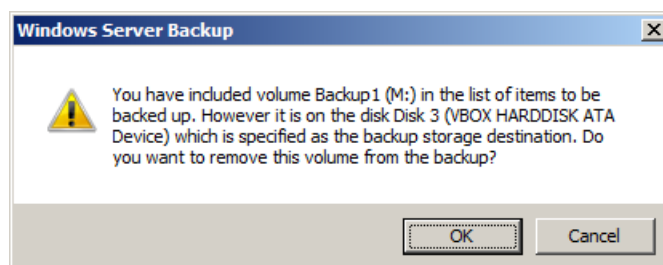 Windows Server Backup
You have included volume Backup1 (M:) in the list of items to be
backed up. However it is on the disk Disk 3 (VBOX HARDDISK ATA
Device) which is specified as the backup storage destination. Do
you want to remove this volume from the backup?
OK Cancel